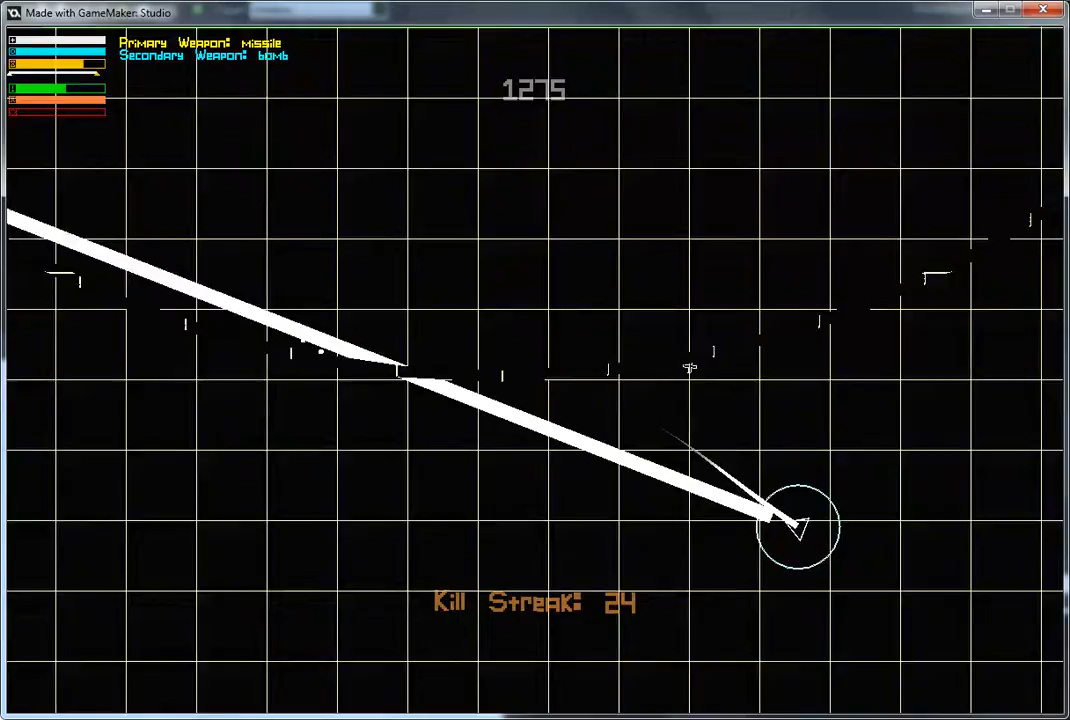 Made with GameMaker: Studio
Primary Weapon: missile
Secondary Weapon: bomb
1275
Kill Streak: 24